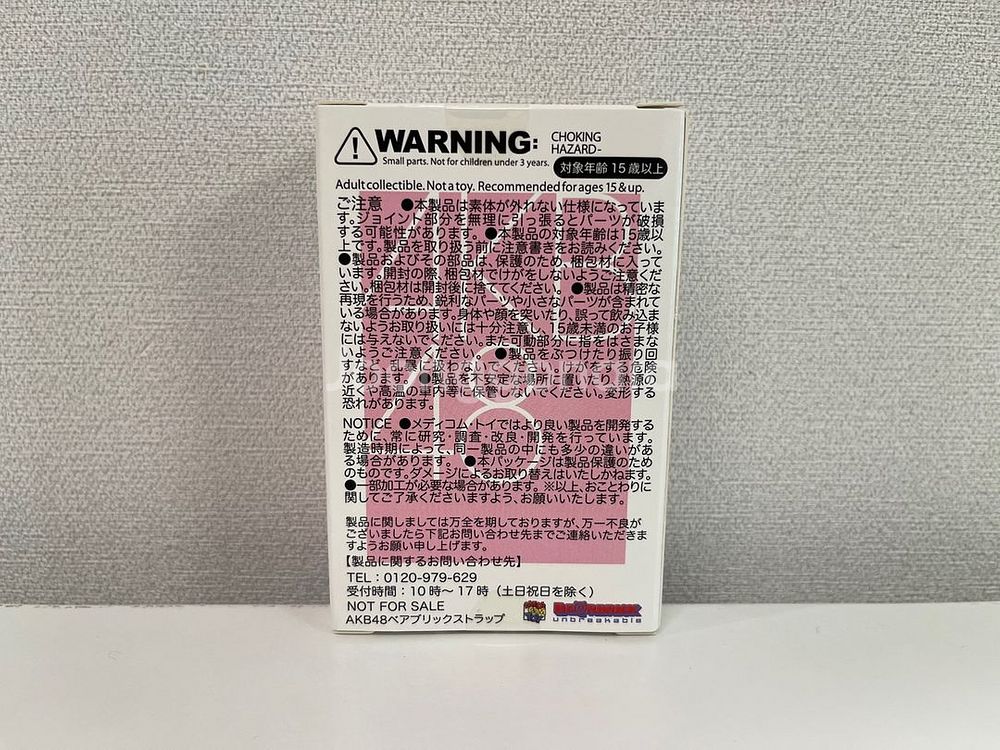 WARNING:
CHOKING
HAZARD-
Small parts. Not for children under 3 years.
対象年齢 15歳以上
Adult collectible. Not a toy. Recommended for ages 15 & up.
ご注意 ●本製品は素体が外れない仕様になっていま
す。ジョイント部分を無理に引っ張るとパーツが破損
する可能性があります。●本製品の対象年齢は15歳以
上です。製品を取り扱う前に注意書きをお読みください。
●製品およびその部品は、保護のため、梱包材に入って
います。開封の際、梱包材でけがをしないようご注意くだ
さい。梱包材は開封後に捨ててください。●製品は精密な
再現を行うため、鋭利なパーツや小さなパーツが含まれて
いる場合があります。身体や顔を突いたり、誤って飲み込ま
ないようお取り扱いには十分注意し、15歳未満のお子様
には与えないでください。また可動部分に指をはさまな
いようご注意ください。●製品をぶつけたり振り回
すなど、乱暴に扱わないでください。けがをする危険
があります。●製品を不安定な場所に置いたり、熱源の
近くや高温の車内等に保管しないでください。変形する
恐れがあります。
NOTICE ●メディコム・トイではより良い製品を開発する
ために、常に研究・調査・改良・開発を行っています。
製造時期によって、同一製品の中にも多少の違いがあ
る場合があります。●本パッケージは製品保護のため
のものです。ダメージによるお取り替えはいたしかねます。
●一部加工が必要な場合があります。※以上、おことわりに
関してご了承くださいますよう、お願いいたします。
製品に関しましては万全を期しておりますが、万一不良が
ございましたら下記お問い合わせ先までご連絡いただきま
すようお願い申し上げます。
【製品に関するお問い合わせ先】
TEL:0120-979-629
受付時間:10時～17時(土日祝日を除く)
NOT FOR SALE
AKB48ベアブリックストラップ
BE@RBRICK
unbreakable
AKB
48